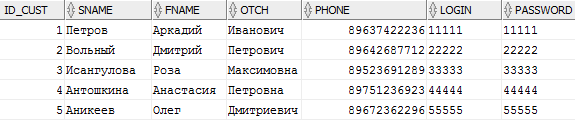 ID_CUST SNAME FNAME OTCH PHONE LOGIN PASSWORD
1 Петров Аркадий Иванович 89637422236 11111 11111
2 Вольный Дмитрий Петрович 89642687712 22222 22222
3 Исангулова Роза Максимовна 89523691289 33333 33333
4 Антошкина Анастасия Петровна 89751236923 44444 44444
5 Аникеев Олег Дмитриевич 89672362296 55555 55555